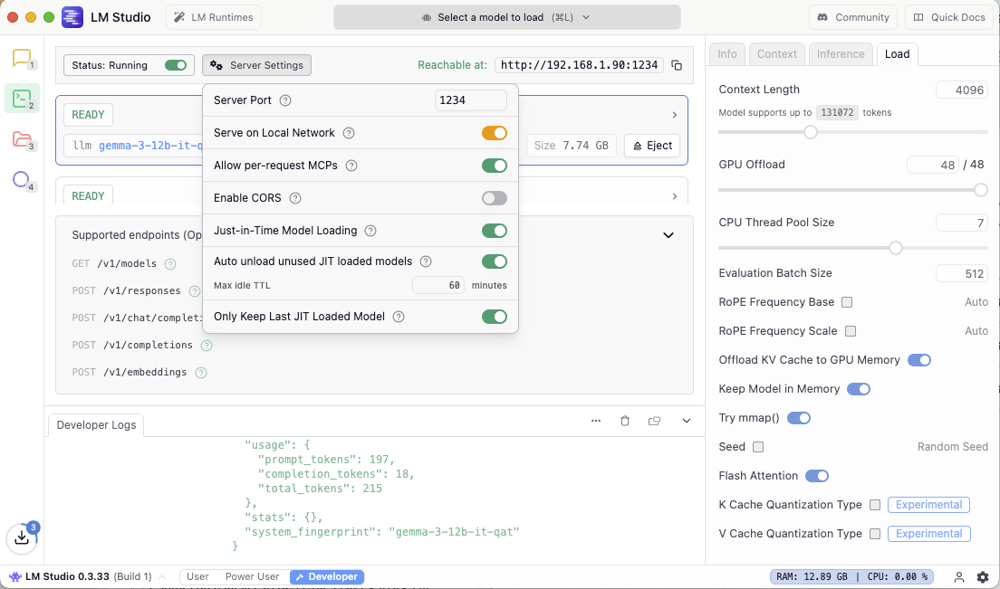 LM Studio
LM Runtimes
Select a model to load (⌘L)
Community
Quick Docs
1
2
3
4
3
Status: Running
Server Settings
Reachable at: http://192.168.1.90:1234
READY
llm gemma-3-12b-it-q
Size 7.74 GB
Eject
READY
Server Port ? 1234
Serve on Local Network ?
Allow per-request MCPs ?
Enable CORS ?
Just-in-Time Model Loading ?
Auto unload unused JIT loaded models ?
Max idle TTL 60 minutes
Only Keep Last JIT Loaded Model ?
Supported endpoints (Op
GET /v1/models ?
POST /v1/responses ?
POST /v1/chat/completi
POST /v1/completions ?
POST /v1/embeddings ?
Developer Logs
"usage": {
"prompt_tokens": 197,
"completion_tokens": 18,
"total_tokens": 215
},
"stats": {},
"system_fingerprint": "gemma-3-12b-it-qat"
}
Info
Context
Inference
Load
Context Length 4096
Model supports up to 131072 tokens
GPU Offload 48 / 48
CPU Thread Pool Size 7
Evaluation Batch Size 512
RoPE Frequency Base Auto
RoPE Frequency Scale Auto
Offload KV Cache to GPU Memory
Keep Model in Memory
Try mmap()
Seed Random Seed
Flash Attention
K Cache Quantization Type Experimental
V Cache Quantization Type Experimental
LM Studio 0.3.33 (Build 1)
User
Power User
Developer
RAM: 12.89 GB | CPU: 0.00 %